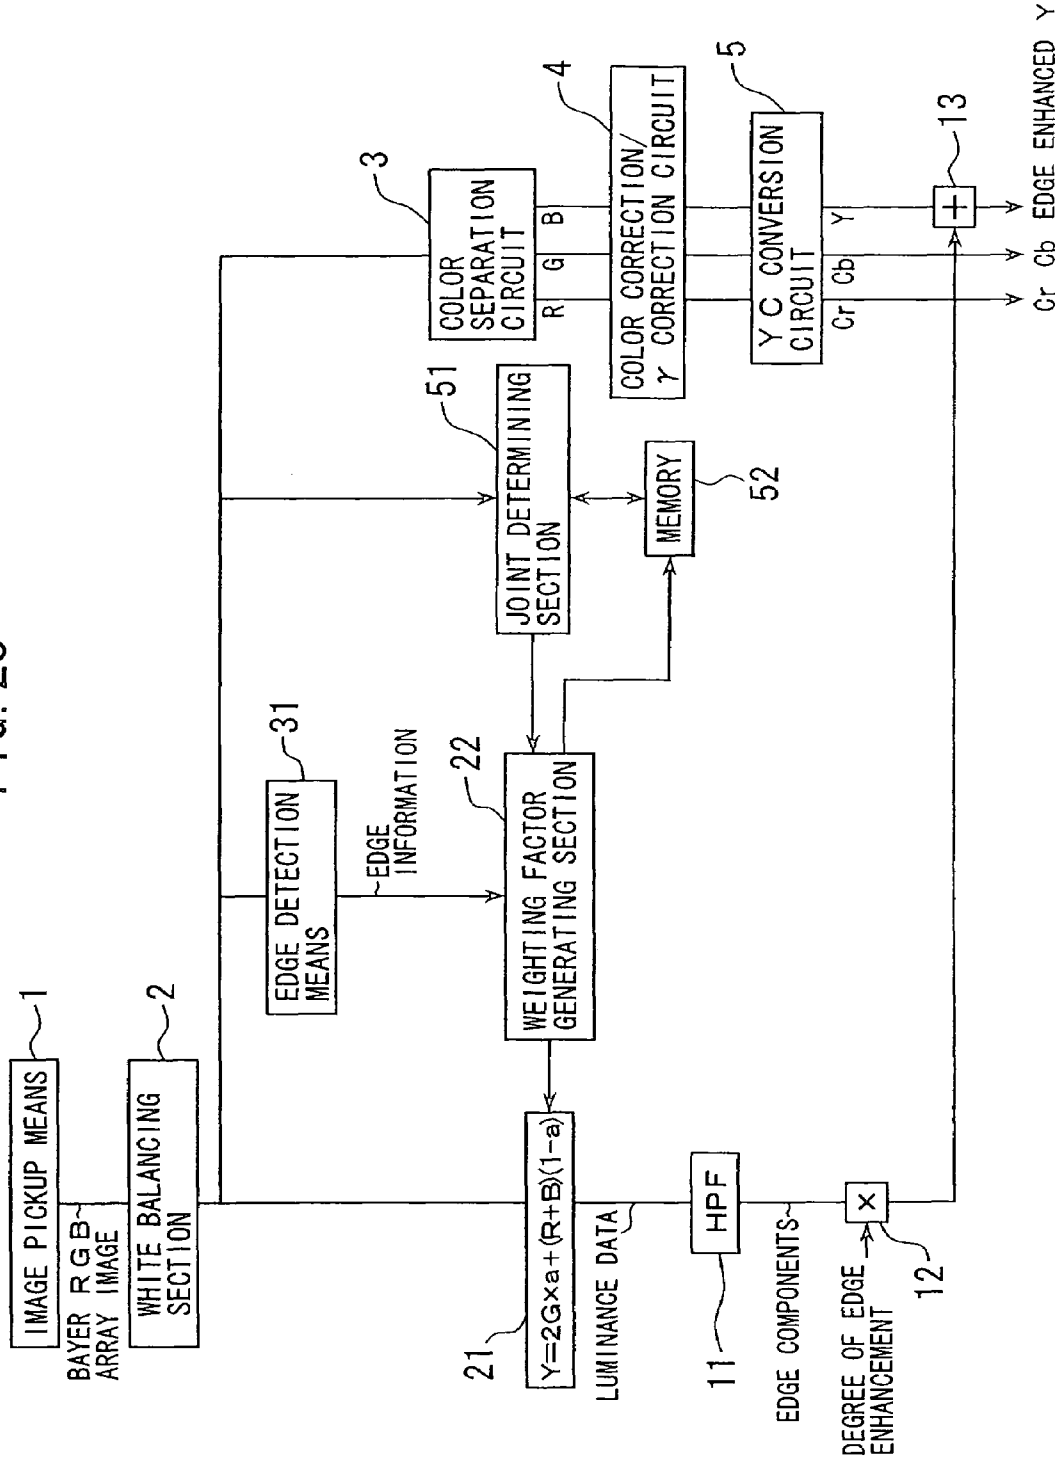 IMAGE PICKUP MEANS
1
BAYER RGB
ARRAY IMAGE
WHITE BALANCING
SECTION
2
EDGE DETECTION
MEANS
31
EDGE
INFORMATION
COLOR
SEPARATION
CIRCUIT
3
R G B
COLOR CORRECTION/
γ CORRECTION CIRCUIT
4
JOINT DETERMINING
SECTION
51
MEMORY
52
WEIGHTING FACTOR
GENERATING SECTION
22
Y=2G×a+(R+B)(1-a)
21
LUMINANCE DATA
HPF
11
EDGE COMPONENTS
DEGREE OF EDGE
ENHANCEMENT
×
12
YC CONVERSION
CIRCUIT
5
Cr Cb Y
+
13
Cr Cb EDGE ENHANCED Y